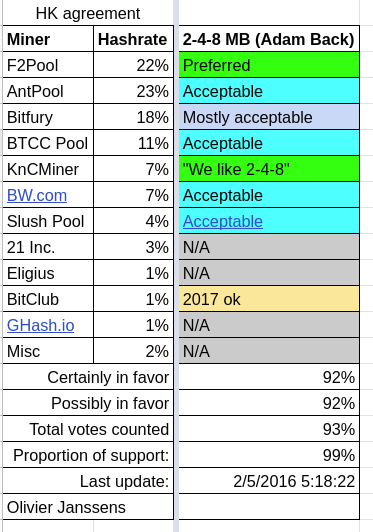 HK agreement
Miner Hashrate 2-4-8 MB (Adam Back)
F2Pool 22% Preferred
AntPool 23% Acceptable
Bitfury 18% Mostly acceptable
BTCC Pool 11% Acceptable
KnCMiner 7% "We like 2-4-8"
BW.com 7% Acceptable
Slush Pool 4% Acceptable
21 Inc. 3% N/A
Eligius 1% N/A
BitClub 1% 2017 ok
GHash.io 1% N/A
Misc 2% N/A
Certainly in favor 92%
Possibly in favor 92%
Total votes counted 93%
Proportion of support: 99%
Last update: 2/5/2016 5:18:22
Olivier Janssens